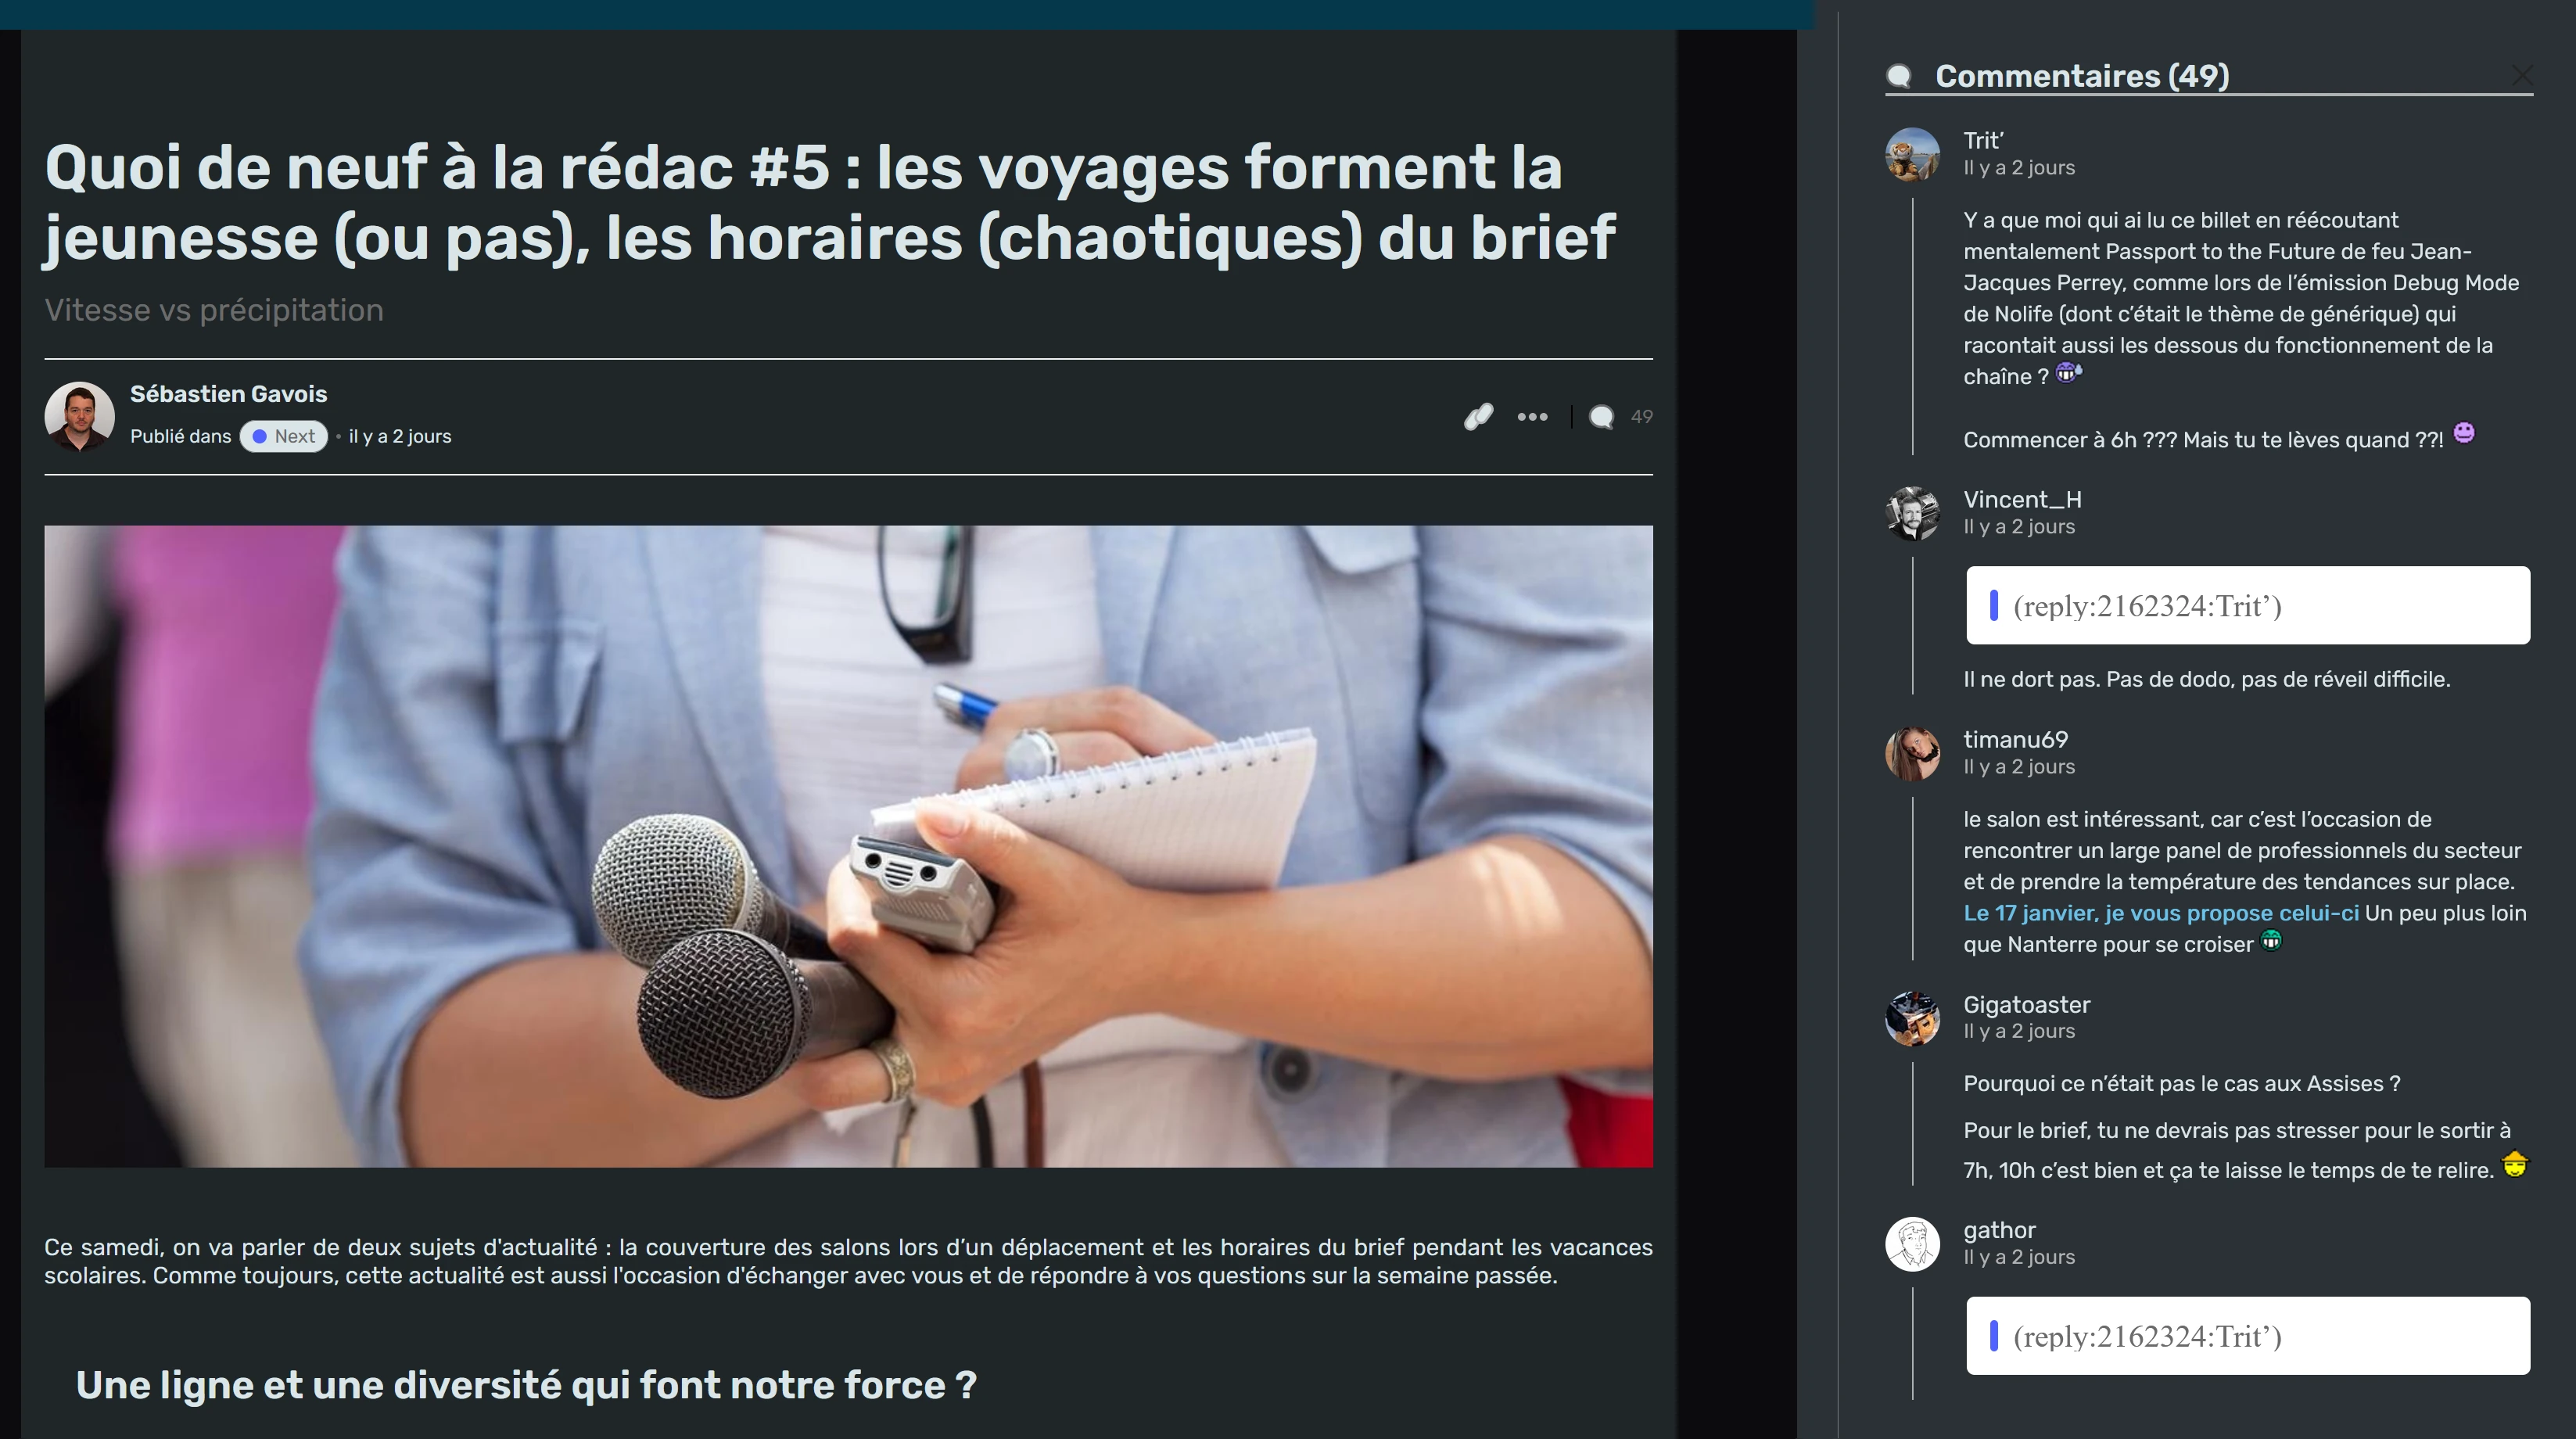 Quoi de neuf à la rédac #5 : les voyages forment la
jeunesse (ou pas), les horaires (chaotiques) du brief
Vitesse vs précipitation
Sébastien Gavois
Publié dans Next • il y a 2 jours
49
Ce samedi, on va parler de deux sujets d'actualité : la couverture des salons lors d’un déplacement et les horaires du brief pendant les vacances
scolaires. Comme toujours, cette actualité est aussi l'occasion d'échanger avec vous et de répondre à vos questions sur la semaine passée.
Une ligne et une diversité qui font notre force ?
Commentaires (49)
Trit’
Il y a 2 jours
Y a que moi qui ai lu ce billet en réécoutant
mentalement Passport to the Future de feu Jean-
Jacques Perrey, comme lors de l’émission Debug Mode
de Nolife (dont c’était le thème de générique) qui
racontait aussi les dessous du fonctionnement de la
chaîne ?
Commencer à 6h ??? Mais tu te lèves quand ??!
Vincent_H
Il y a 2 jours
(reply:2162324:Trit’)
Il ne dort pas. Pas de dodo, pas de réveil difficile.
timanu69
Il y a 2 jours
le salon est intéressant, car c’est l’occasion de
rencontrer un large panel de professionnels du secteur
et de prendre la température des tendances sur place.
Le 17 janvier, je vous propose celui-ci Un peu plus loin
que Nanterre pour se croiser
Gigatoaster
Il y a 2 jours
Pourquoi ce n’était pas le cas aux Assises ?
Pour le brief, tu ne devrais pas stresser pour le sortir à
7h, 10h c’est bien et ça te laisse le temps de te relire.
gathor
Il y a 2 jours
(reply:2162324:Trit’)